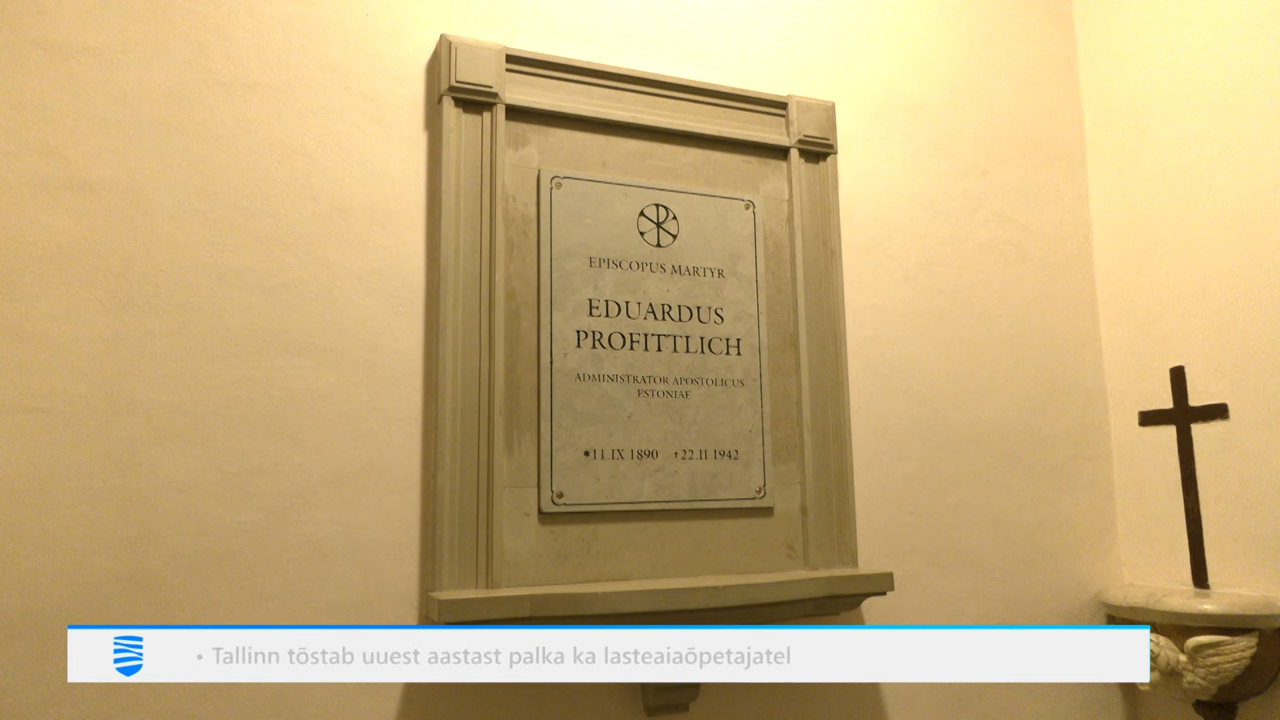 EPISCOPUS MARTYR
EDUARDUS
PROFITTLICH
ADMINISTRATOR APOSTOLICUS
ESTONIAE
*11.IX 1890 †22.II 1942
• Tallinn tõstab uuest aastast palka ka lasteaiaõpetajatel